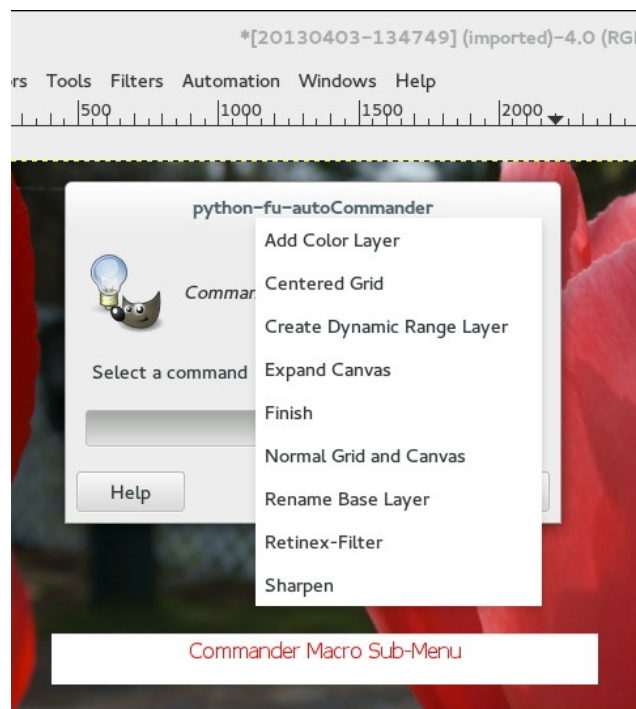 *[20130403-134749] (imported)-4.0 (RGB
rs Tools Filters Automation Windows Help
500 1000 1500 2000
python-fu-autoCommander
Add Color Layer
Centered Grid
Create Dynamic Range Layer
Select a command
Expand Canvas
Finish
Normal Grid and Canvas
Help
Rename Base Layer
Retinex-Filter
Sharpen
Commander Macro Sub-Menu